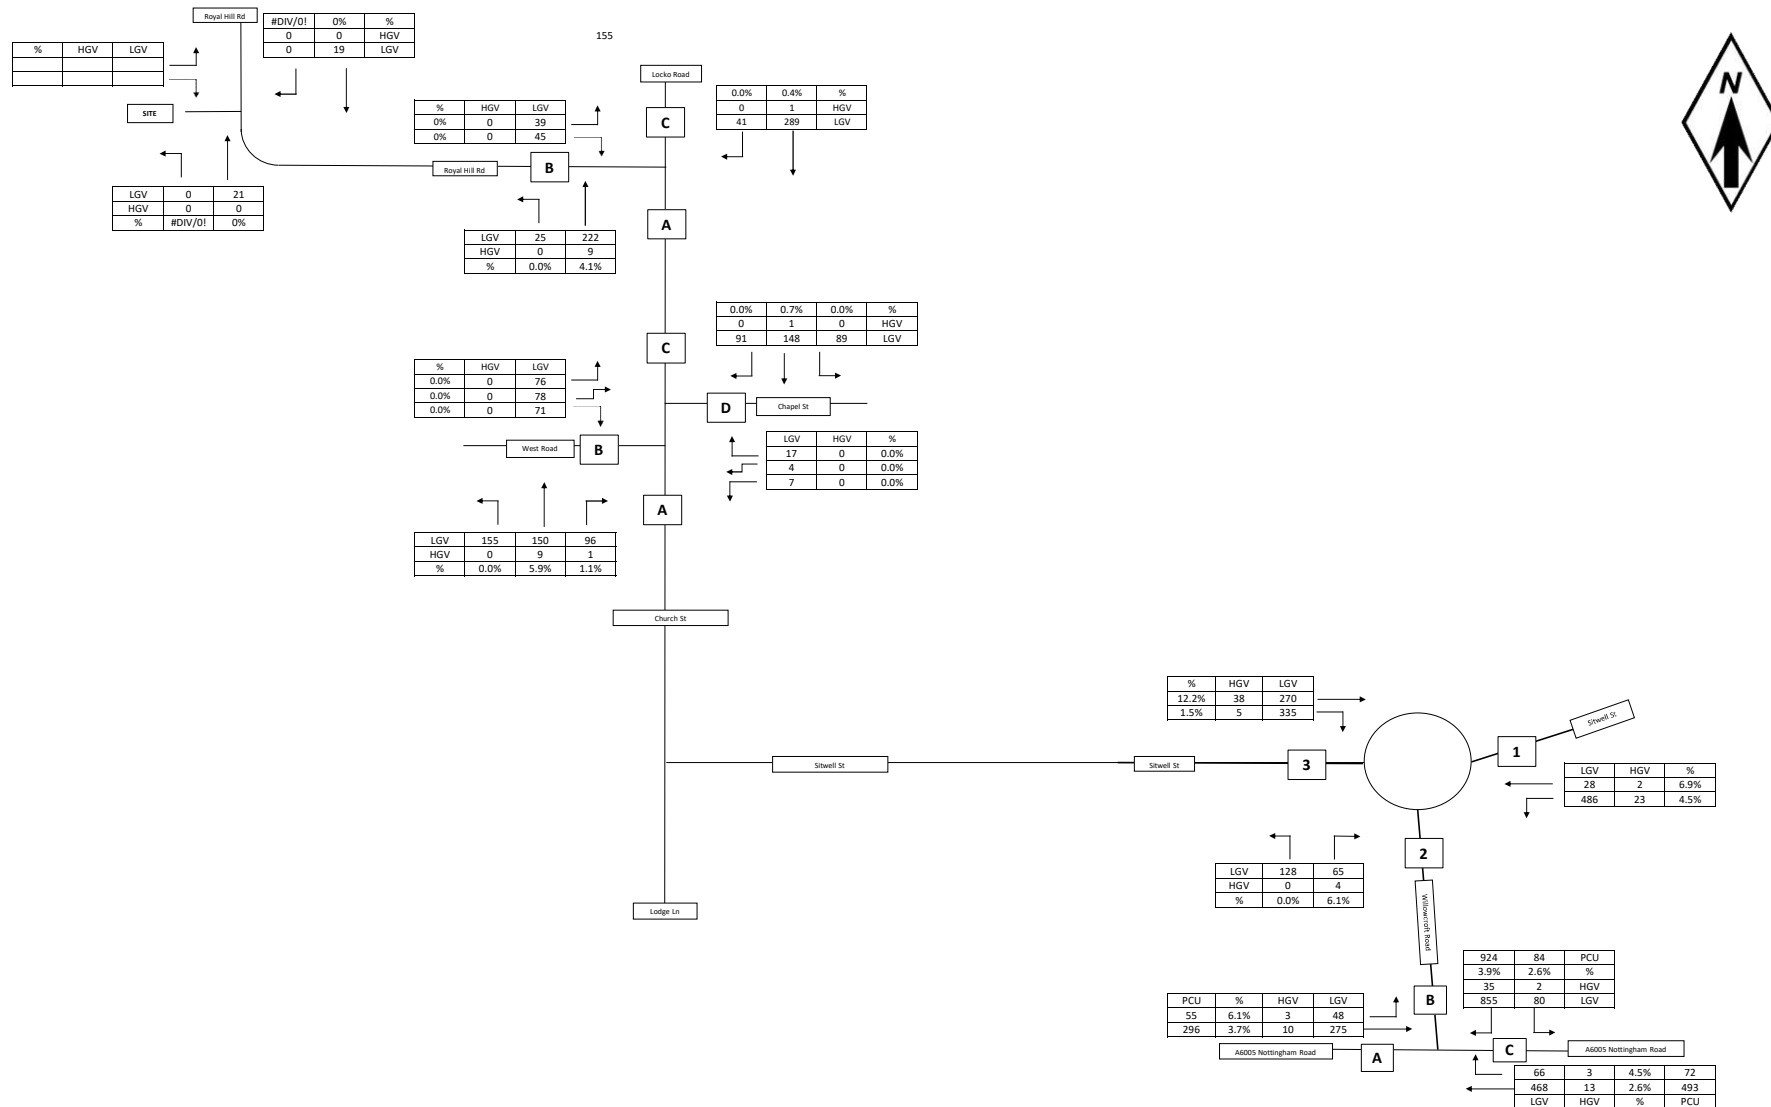 Royal Hill Rd
#DIV/0! 0% %
0 0 HGV
0 19 LGV
155
% HGV LGV
SITE
LGV 0 21
HGV 0 0
% #DIV/0! 0%
Locko Road
N
% HGV LGV
0% 0 39
0% 0 45
C
0.0% 0.4% %
0 1 HGV
41 289 LGV
Royal Hill Rd
B
A
LGV 25 222
HGV 0 9
% 0.0% 4.1%
0.0% 0.7% 0.0% %
0 1 0 HGV
91 148 89 LGV
C
% HGV LGV
0.0% 0 76
0.0% 0 78
0.0% 0 71
D
Chapel St
West Road
B
LGV HGV %
17 0 0.0%
4 0 0.0%
7 0 0.0%
A
LGV 155 150 96
HGV 0 9 1
% 0.0% 5.9% 1.1%
Church St
% HGV LGV
12.2% 38 270
1.5% 5 335
Sitwell St
1
Sitwell St
Sitwell St
3
LGV HGV %
28 2 6.9%
486 23 4.5%
2
LGV 128 65
HGV 0 4
% 0.0% 6.1%
Willowcroft Road
Lodge Ln
924 84 PCU
3.9% 2.6% %
35 2 HGV
855 80 LGV
PCU % HGV LGV
55 6.1% 3 48
296 3.7% 10 275
B
A6005 Nottingham Road
A
C
A6005 Nottingham Road
66 3 4.5% 72
468 13 2.6% 493
LGV HGV % PCU